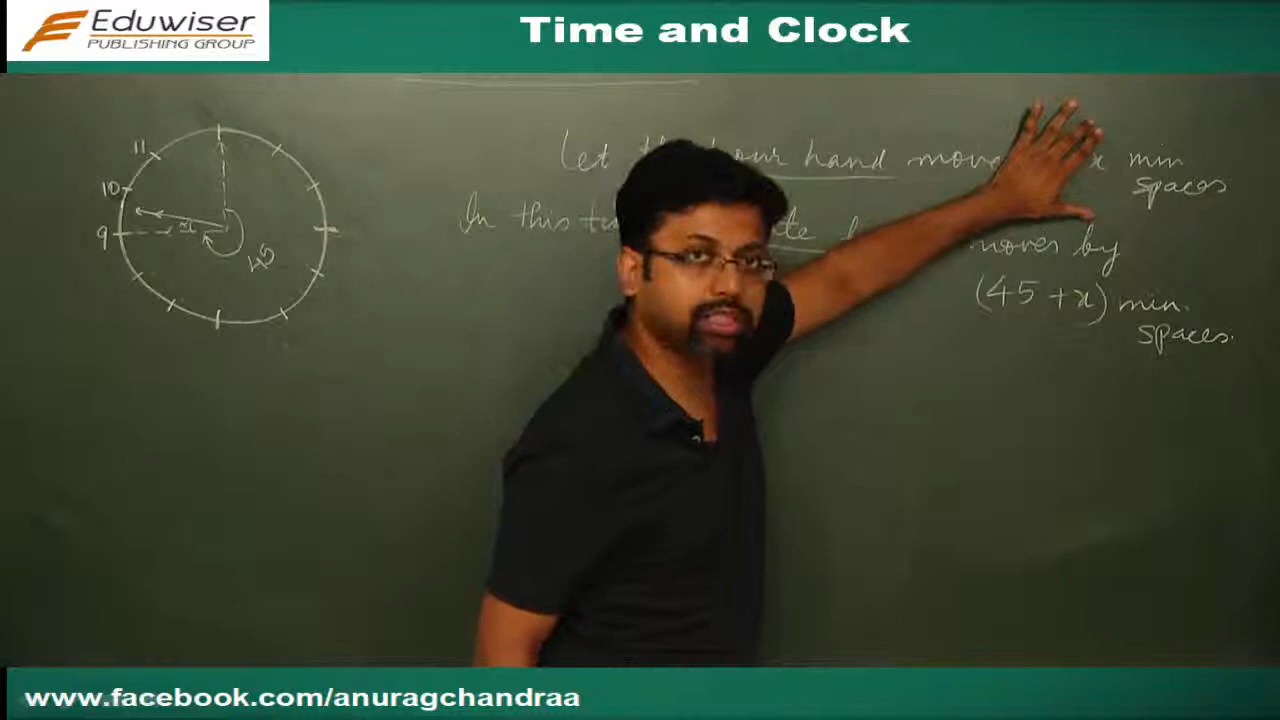 Eduwiser
PUBLISHING GROUP
Time and Clock
11
10
9
x
45
Let our hand move x min
spaces
In this moves by
(45 + x) min.
spaces.
www.facebook.com/anuragchandraa